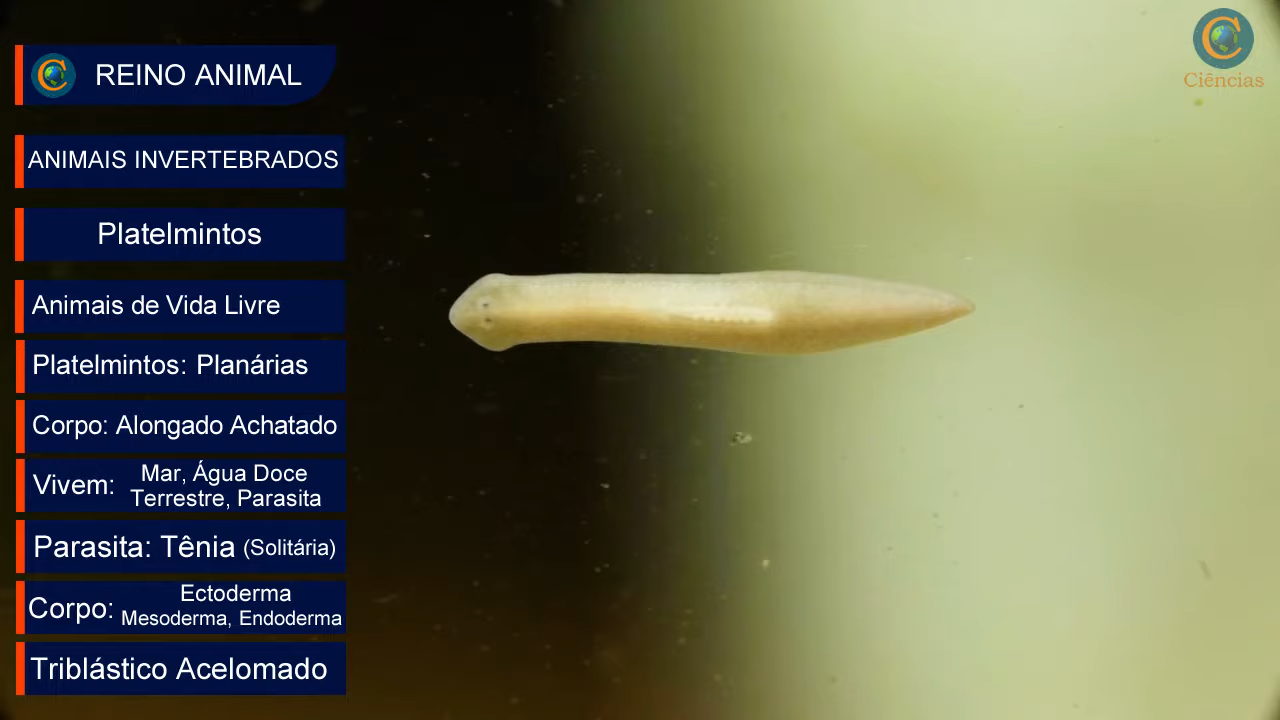 REINO ANIMAL
Ciências
ANIMAIS INVERTEBRADOS
Platelmintos
Animais de Vida Livre
Platelmintos: Planárias
Corpo: Alongado Achatado
Vivem: Mar, Água Doce
Terrestre, Parasita
Parasita: Tênia (Solitária)
Corpo: Ectoderma
Mesoderma, Endoderma
Triblástico Acelomado